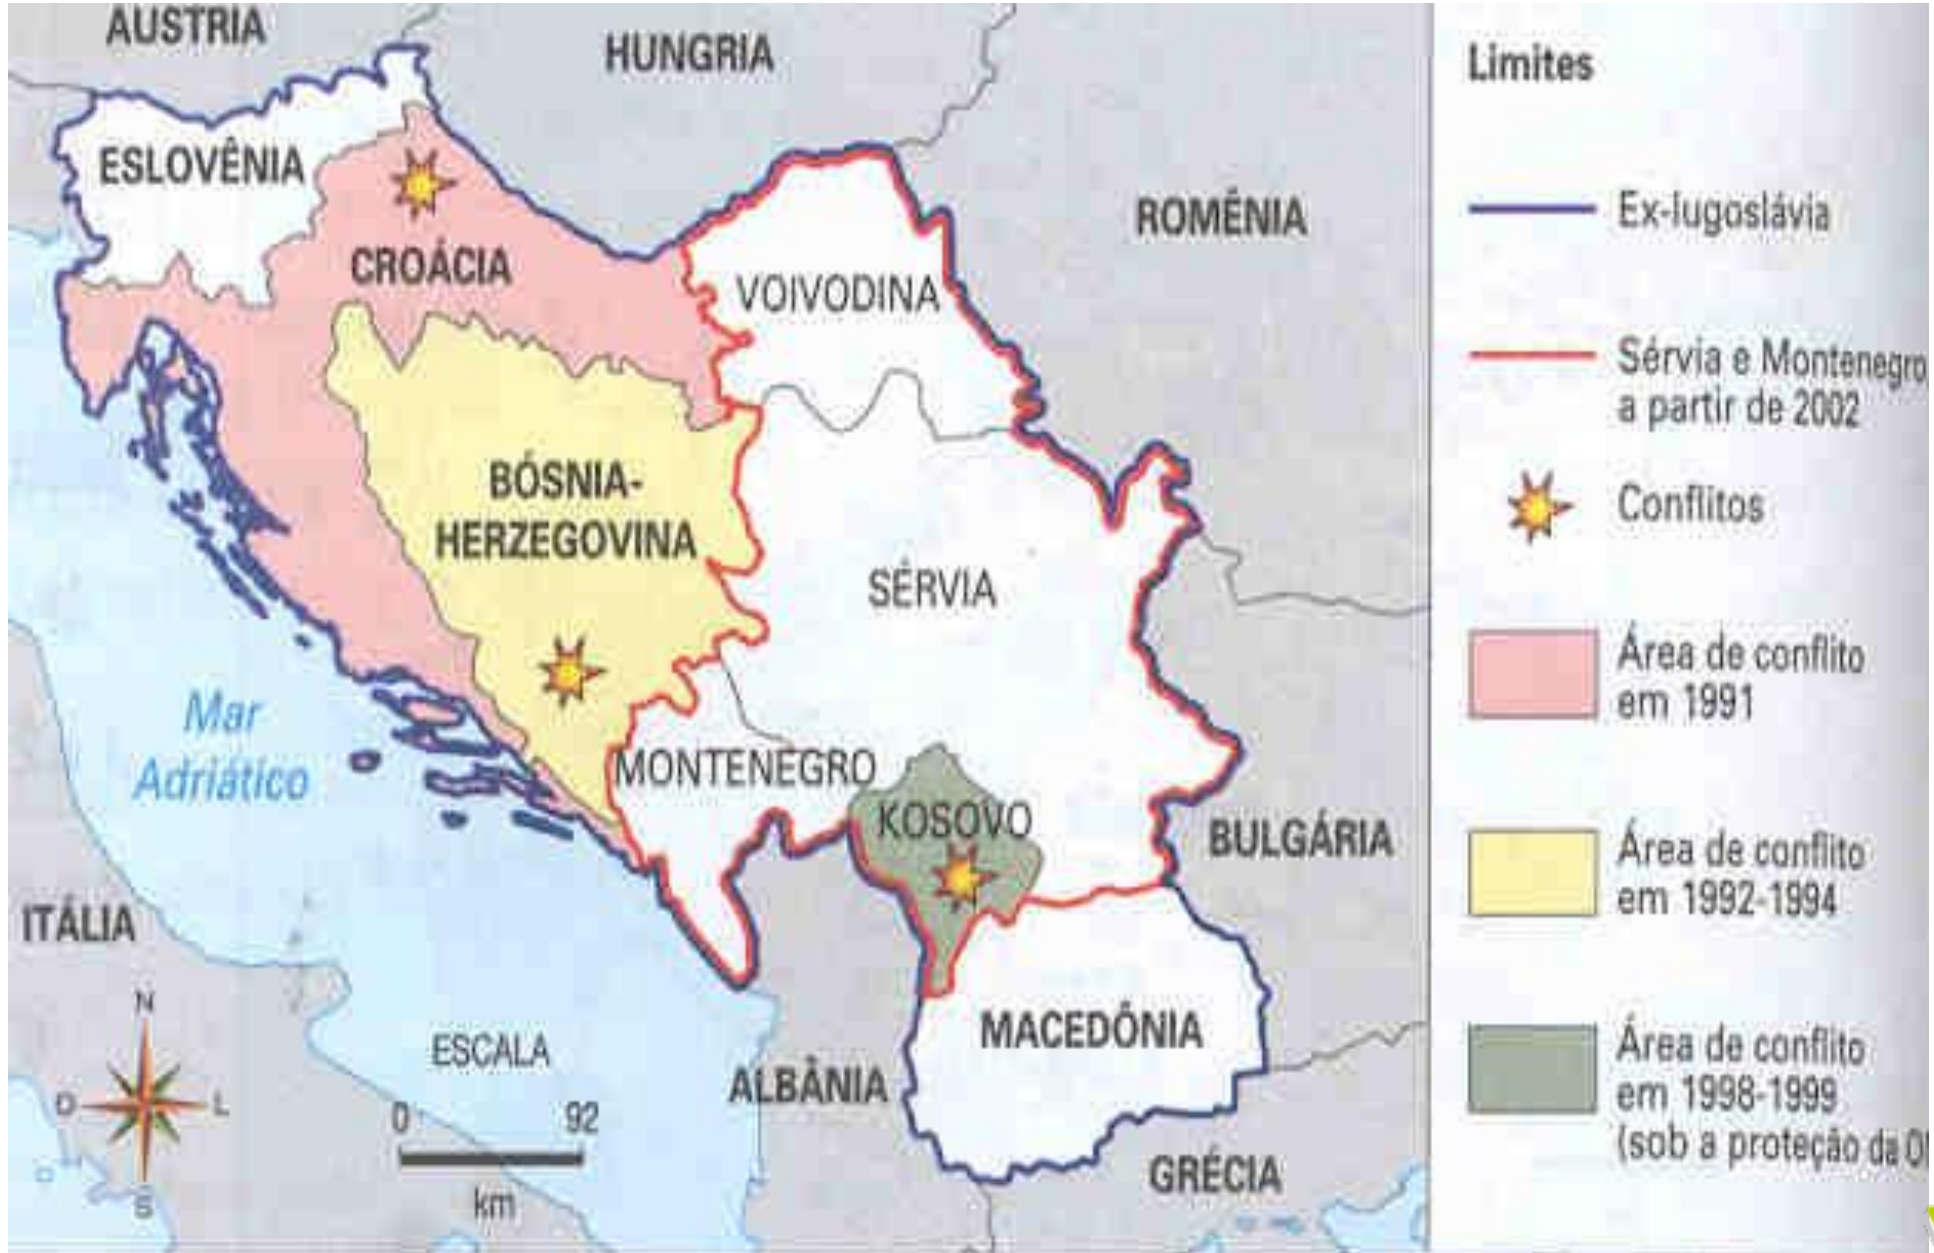 AUSTRIA
HUNGRIA
ESLOVÊNIA
ROMÊNIA
CROÁCIA
VOIVODINA
BÓSNIA-
HERZEGOVINA
SÉRVIA
Mar
Adriático
MONTENEGRO
KOSOVO
BULGÁRIA
ITÁLIA
N
O
L
S
ESCALA
0
92
km
MACEDÔNIA
ALBÂNIA
GRÉCIA
Limites
Ex-Iugoslávia
Sérvia e Montenegro
a partir de 2002
Conflitos
Área de conflito
em 1991
Área de conflito
em 1992-1994
Área de conflito
em 1998-1999
(sob a proteção da